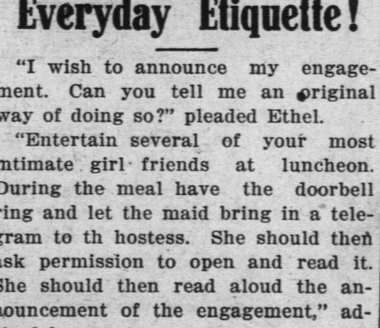 Everyday Etiquette!
"I wish to announce my engage-
ment. Can you tell me an original
way of doing so?" pleaded Ethel.
"Entertain several of your most
intimate girl friends at luncheon.
During the meal have the doorbell
ring and let the maid bring in a tele-
gram to th hostess. She should then
ask permission to open and read it.
She should then read aloud the an-
nouncement of the engagement," ad-